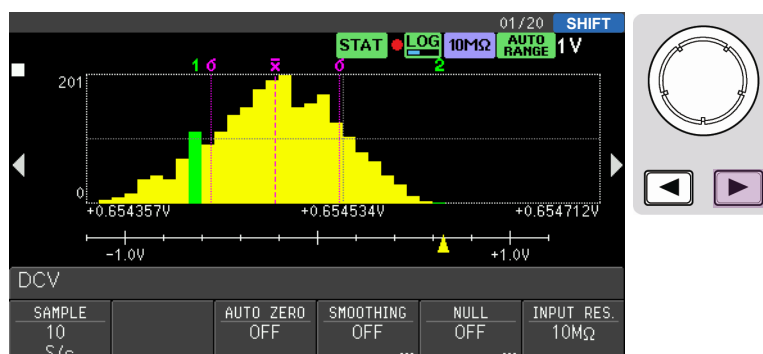 01/20 SHIFT
STAT LOG 10MΩ AUTO RANGE 1V
1 σ x̄ σ 2
201
0
+0.654357V +0.654534V +0.654712V
-1.0V +1.0V
DCV
SAMPLE AUTO ZERO SMOOTHING NULL INPUT RES.
10 OFF OFF OFF 10MΩ
S/s ... ...